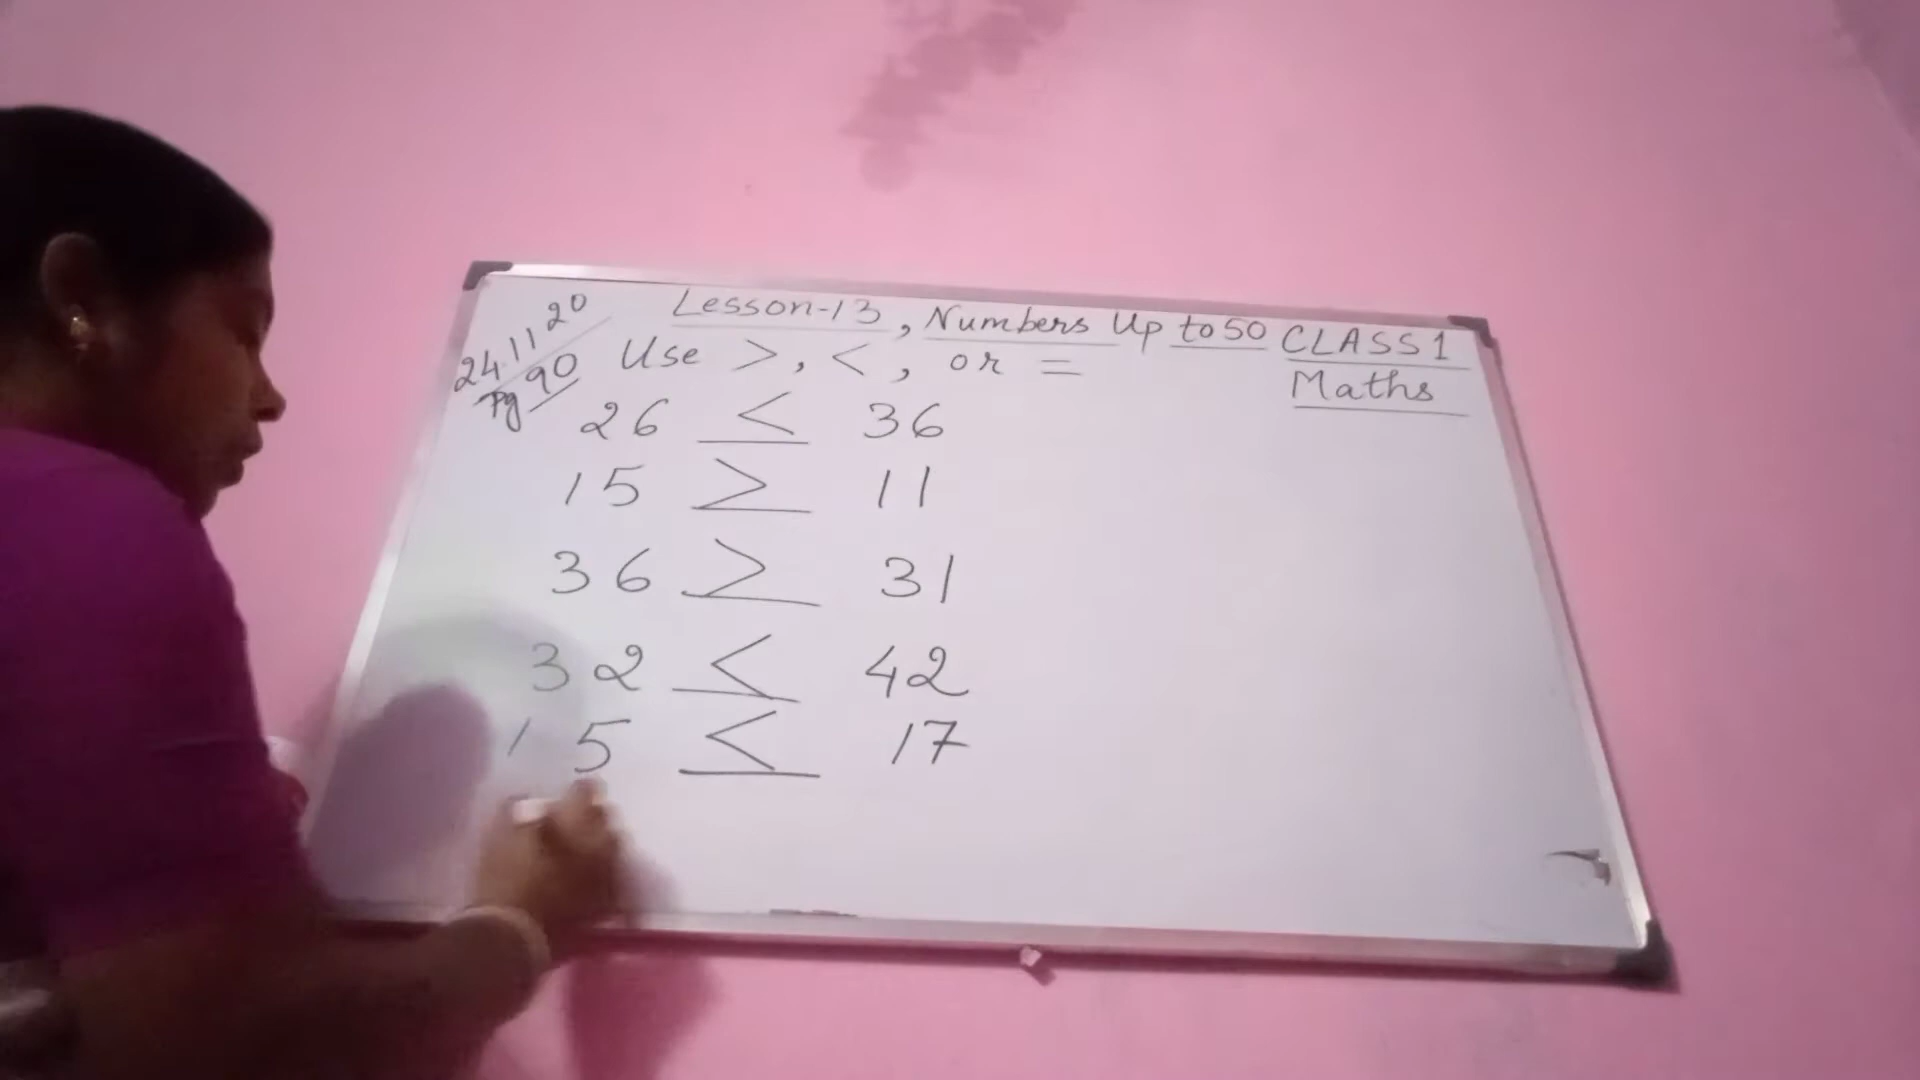 24.11.20
Pg 90
Lesson-13, Numbers Up to 50
CLASS 1
Maths
Use >, <, or =
26 < 36
15 > 11
36 > 31
32 < 42
15 < 17